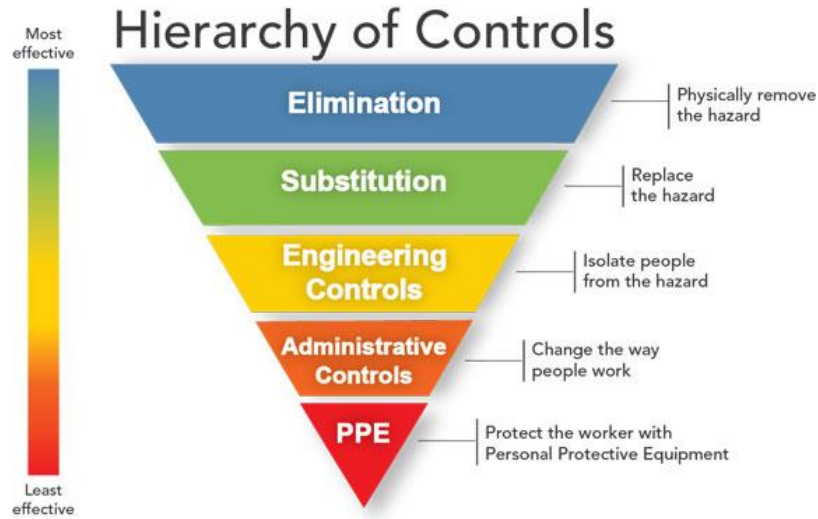 Hierarchy of Controls
Most
effective
Elimination
Physically remove
the hazard
Substitution
Replace
the hazard
Engineering
Controls
Isolate people
from the hazard
Administrative
Controls
Change the way
people work
PPE
Protect the worker with
Personal Protective Equipment
Least
effective